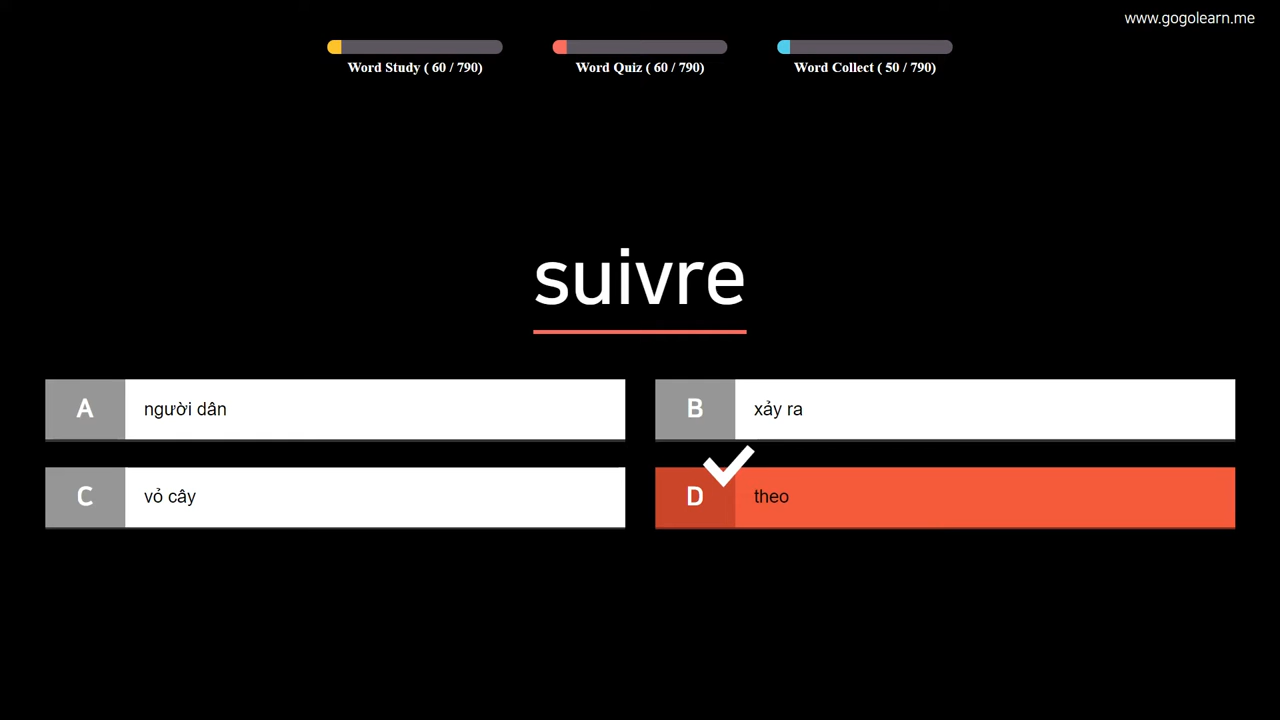 www.gogolearn.me
Word Study ( 60 / 790)
Word Quiz ( 60 / 790)
Word Collect ( 50 / 790)
suivre
A người dân
B xảy ra
C vỏ cây
D theo